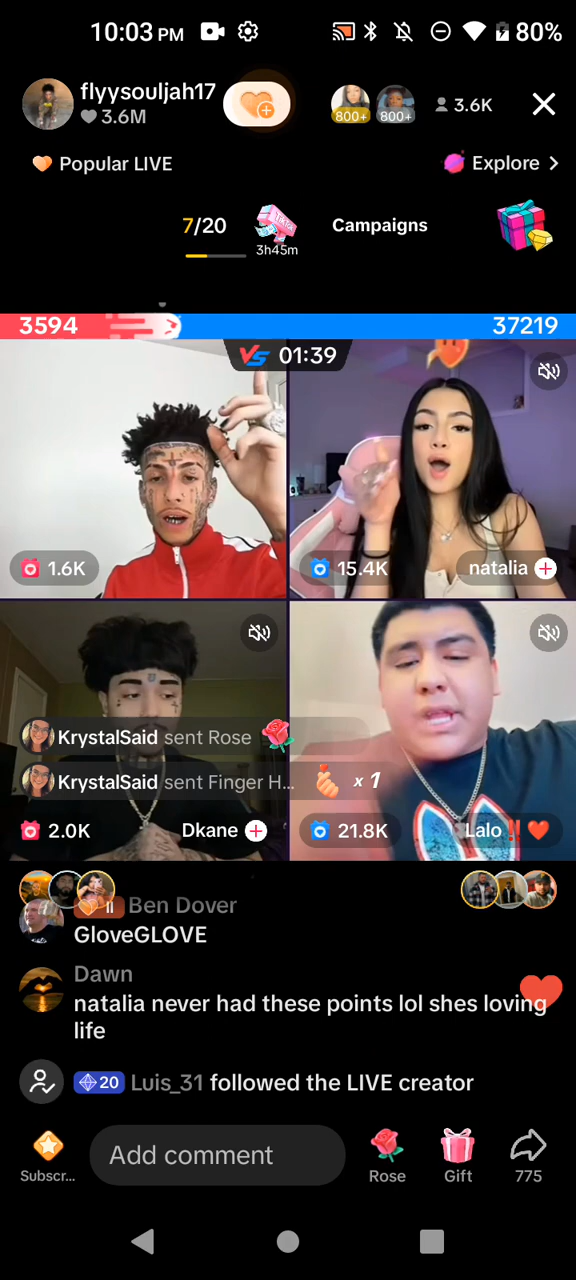 10:03 PM
80%
flyysouljah17
3.6M
800+
800+
3.6K
Popular LIVE
Explore
7/20
TikTok
3h45m
Campaigns
3594
37219
VS 01:39
1.6K
15.4K
natalia
KrystalSaid sent Rose
KrystalSaid sent Finger H...
x 1
2.0K
Dkane
21.8K
Lalo‼️❤️
II Ben Dover
GloveGLOVE
Dawn
natalia never had these points lol shes loving
life
20 Luis_31 followed the LIVE creator
Subscr...
Add comment
Rose
Gift
775